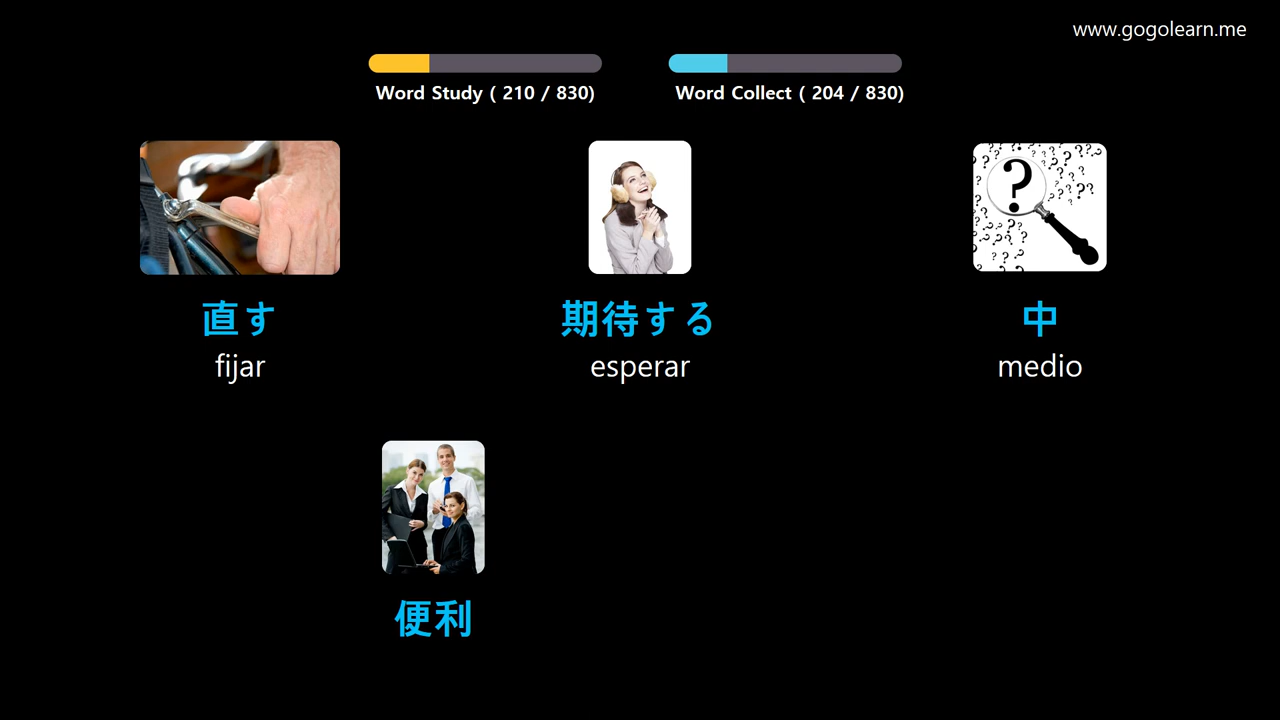 www.gogolearn.me
Word Study ( 210 / 830)
Word Collect ( 204 / 830)
直す
fijar
期待する
esperar
中
medio
便利